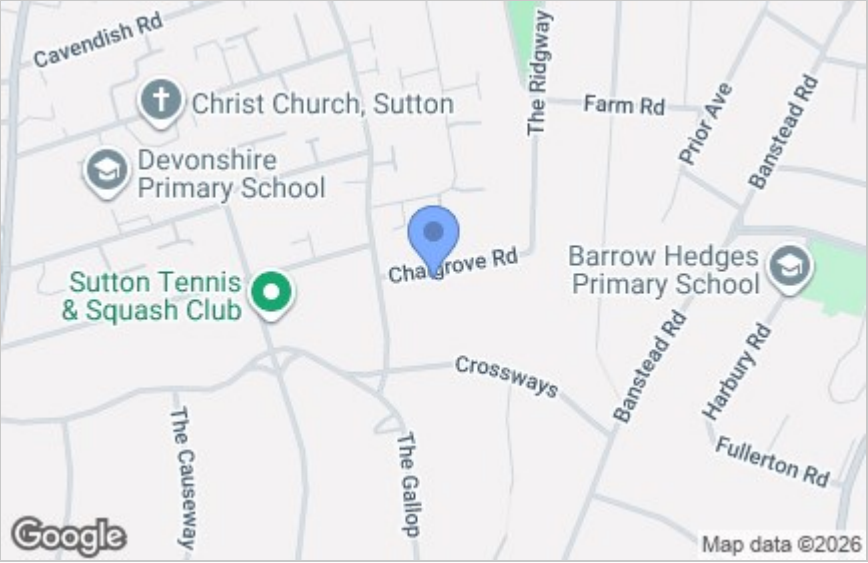 Cavendish Rd
The Ridgway
Farm Rd
Prior Ave
Banstead Rd
Christ Church, Sutton
Devonshire
Primary School
Chalgrove Rd
Barrow Hedges
Primary School
Sutton Tennis
& Squash Club
Banstead Rd
Harbury Rd
Crossways
The Causeway
The Gallop
Fullerton Rd
Google
Map data ©2026